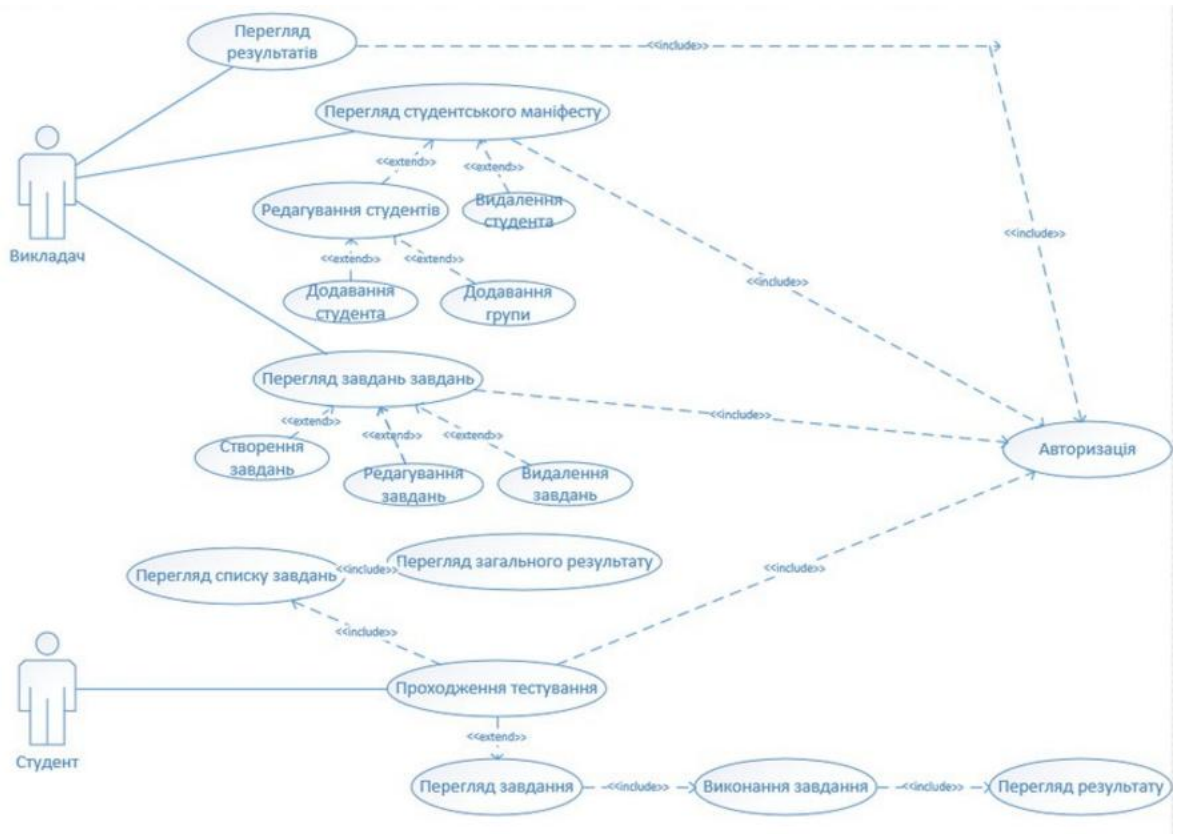 Перегляд
результатів
<<include>>
Перегляд студентського маніфесту
<<extend>>
<<extend>>
Редагування студентів
Видалення
студента
<<include>>
Викладач
<<extend>>
<<extend>>
<<include>>
Додавання
студента
Додавання
групи
Перегляд завдань завдань
<<include>>
<<extend>>
<<extend>>
<<extend>>
Створення
завдань
Редагування
завдань
Видалення
завдань
Авторизація
Перегляд списку завдань
<<include>>
Перегляд загального результату
<<include>>
<<include>>
Проходження тестування
Студент
<<extend>>
Перегляд завдання
<<include>>
Виконання завдання
<<include>>
Перегляд результату